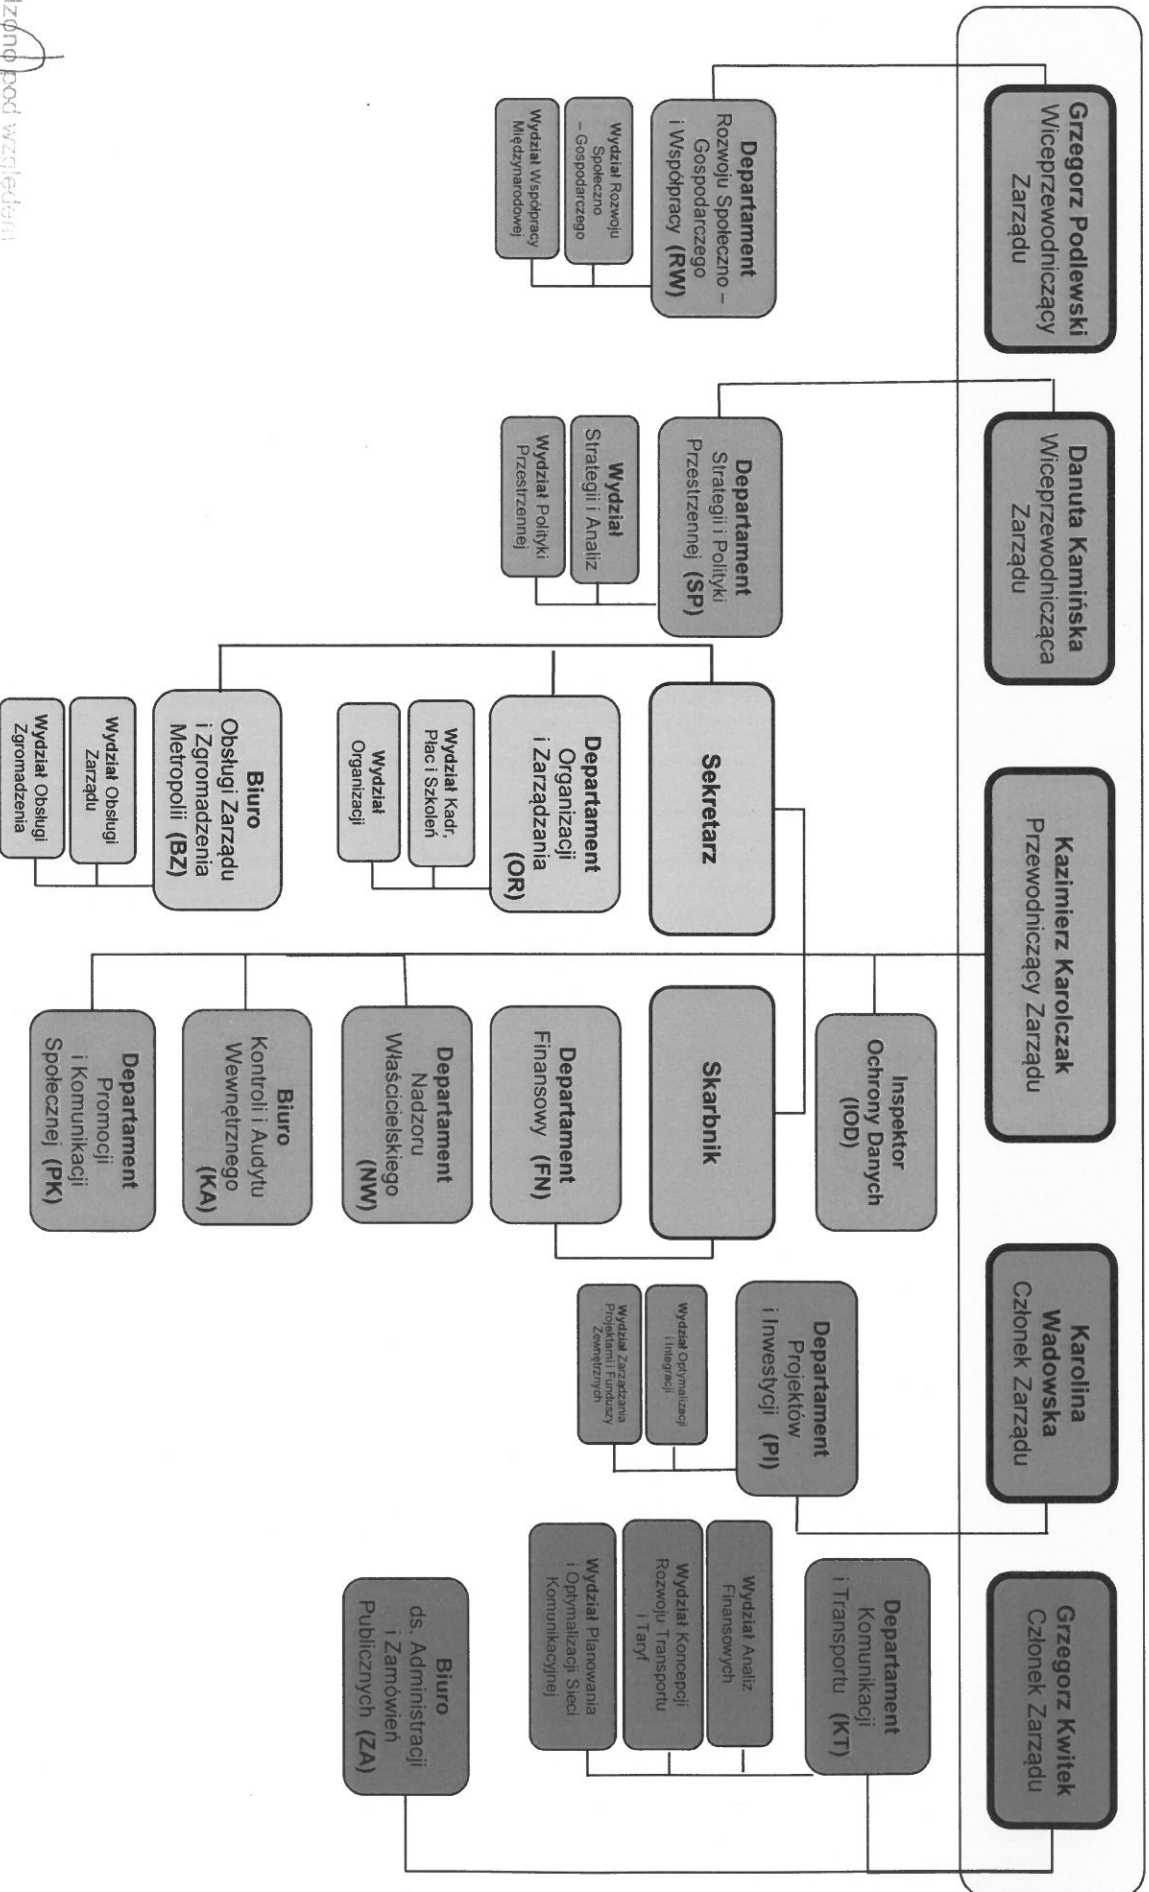 Grzegorz Podlewski
Wiceprzewodniczący
Zarządu
Danuta Kamińska
Wiceprzewodnicząca
Zarządu
Kazimierz Karolczak
Przewodniczący Zarządu
Karolina
Wadowska
Członek Zarządu
Grzegorz Kwitek
Członek Zarządu
Departament
Rozwoju Społeczno –
Gospodarczego
i Współpracy (RW)
Wydział Rozwoju
Społeczno
– Gospodarczego
Wydział Współpracy
Międzynarodowej
Departament
Strategii i Polityki
Przestrzennej (SP)
Wydział
Strategii i Analiz
Wydział Polityki
Przestrzennej
Sekretarz
Departament
Organizacji
i Zarządzania
(OR)
Wydział Kadr,
Płac i Szkoleń
Wydział
Organizacji
Biuro
Obsługi Zarządu
i Zgromadzenia
Metropolii (BZ)
Wydział Obsługi
Zarządu
Wydział Obsługi
Zgromadzenia
Inspektor
Ochrony Danych
(IOD)
Skarbnik
Departament
Finansowy (FN)
Departament
Nadzoru
Właścicielskiego
(NW)
Biuro
Kontroli i Audytu
Wewnętrznego
(KA)
Departament
Promocji
i Komunikacji
Społecznej (PK)
Departament
Projektów
i Inwestycji (PI)
Wydział Optymalizacji
i Integracji
Wydział Zarządzania
Projektami i Funduszy
Zewnętrznych
Departament
Komunikacji
i Transportu (KT)
Wydział Analiz
Finansowych
Wydział Koncepcji
Rozwoju Transportu
i Taryf
Wydział Planowania
i Optymalizacji Sieci
Komunikacyjnej
Biuro
ds. Administracji
i Zamówień
Publicznych (ZA)
pod względem